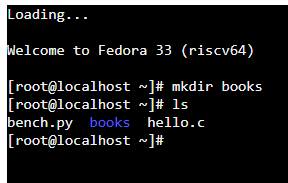 Loading...
Welcome to Fedora 33 (riscv64)
[root@localhost ~]# mkdir books
[root@localhost ~]# ls
bench.py  books  hello.c
[root@localhost ~]#